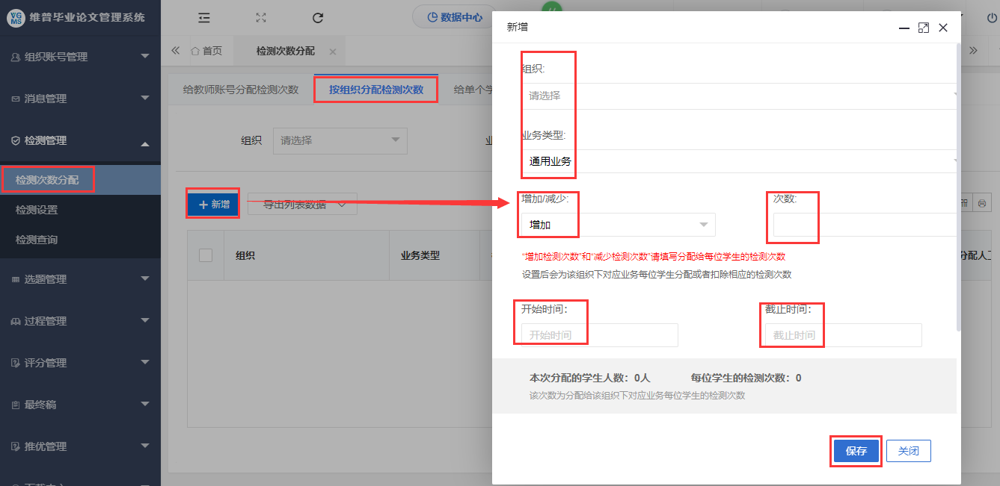 VG
MS
维普毕业论文管理系统
组织账号管理
消息管理
检测管理
检测次数分配
检测设置
检测查询
选题管理
过程管理
评分管理
最终稿
推优管理
数据中心
首页
检测次数分配
给教师账号分配检测次数
按组织分配检测次数
给单个学
组织
请选择
新增
导出列表数据
组织
业务类型
分配人
新增
组织:
请选择
业务类型:
通用业务
增加/减少:
次数:
增加
“增加检测次数”和“减少检测次数”请填写分配给每位学生的检测次数
设置后会为该组织下对应业务每位学生分配或者扣除相应的检测次数
开始时间:
截止时间:
开始时间
截止时间
本次分配的学生人数：0人
每位学生的检测次数：0
该次数为分配给该组织下对应业务每位学生的检测次数
保存
关闭